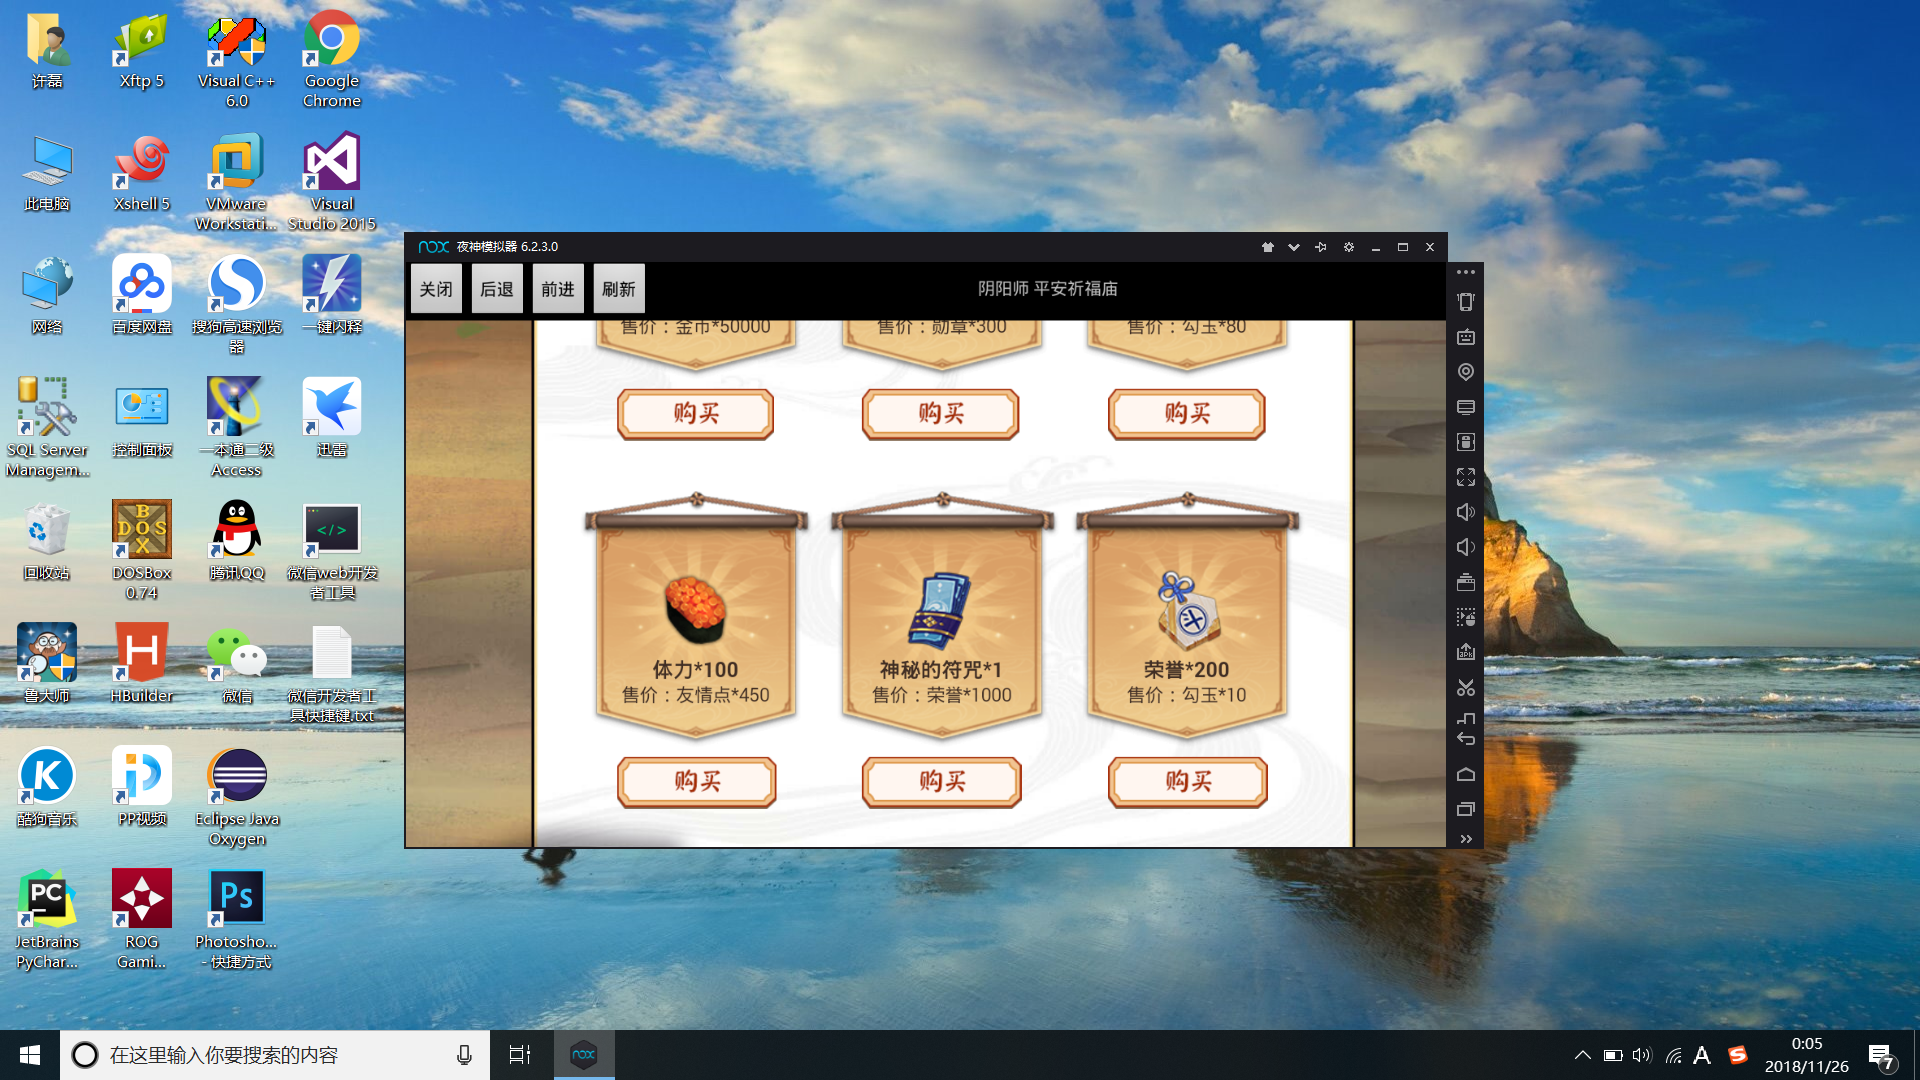 许磊
Xftp 5
Visual C++
6.0
Google
Chrome
此电脑
Xshell 5
VMware
Workstati...
Visual
Studio 2015
网络
百度网盘
搜狗高速浏览
器
一键闪释
SQL Server
Managem...
控制面板
一本通二级
Access
迅雷
回收站
DOSBox
0.74
腾讯QQ
微信web开发
者工具
鲁大师
HBuilder
微信
微信开发者工
具快捷键.txt
酷狗音乐
PP视频
Eclipse Java
Oxygen
JetBrains
PyChar...
ROG
Gami...
Photosho...
- 快捷方式
nox 夜神模拟器 6.2.3.0
关闭 后退 前进 刷新 阴阳师 平安祈福庙
售价：金币*50000 售价：勋章*300 售价：勾玉*80
购买 购买 购买
体力*100 神秘的符咒*1 荣誉*200
售价：友情点*450 售价：荣誉*1000 售价：勾玉*10
购买 购买 购买
在这里输入你要搜索的内容
nox
A
0:05
2018/11/26
7